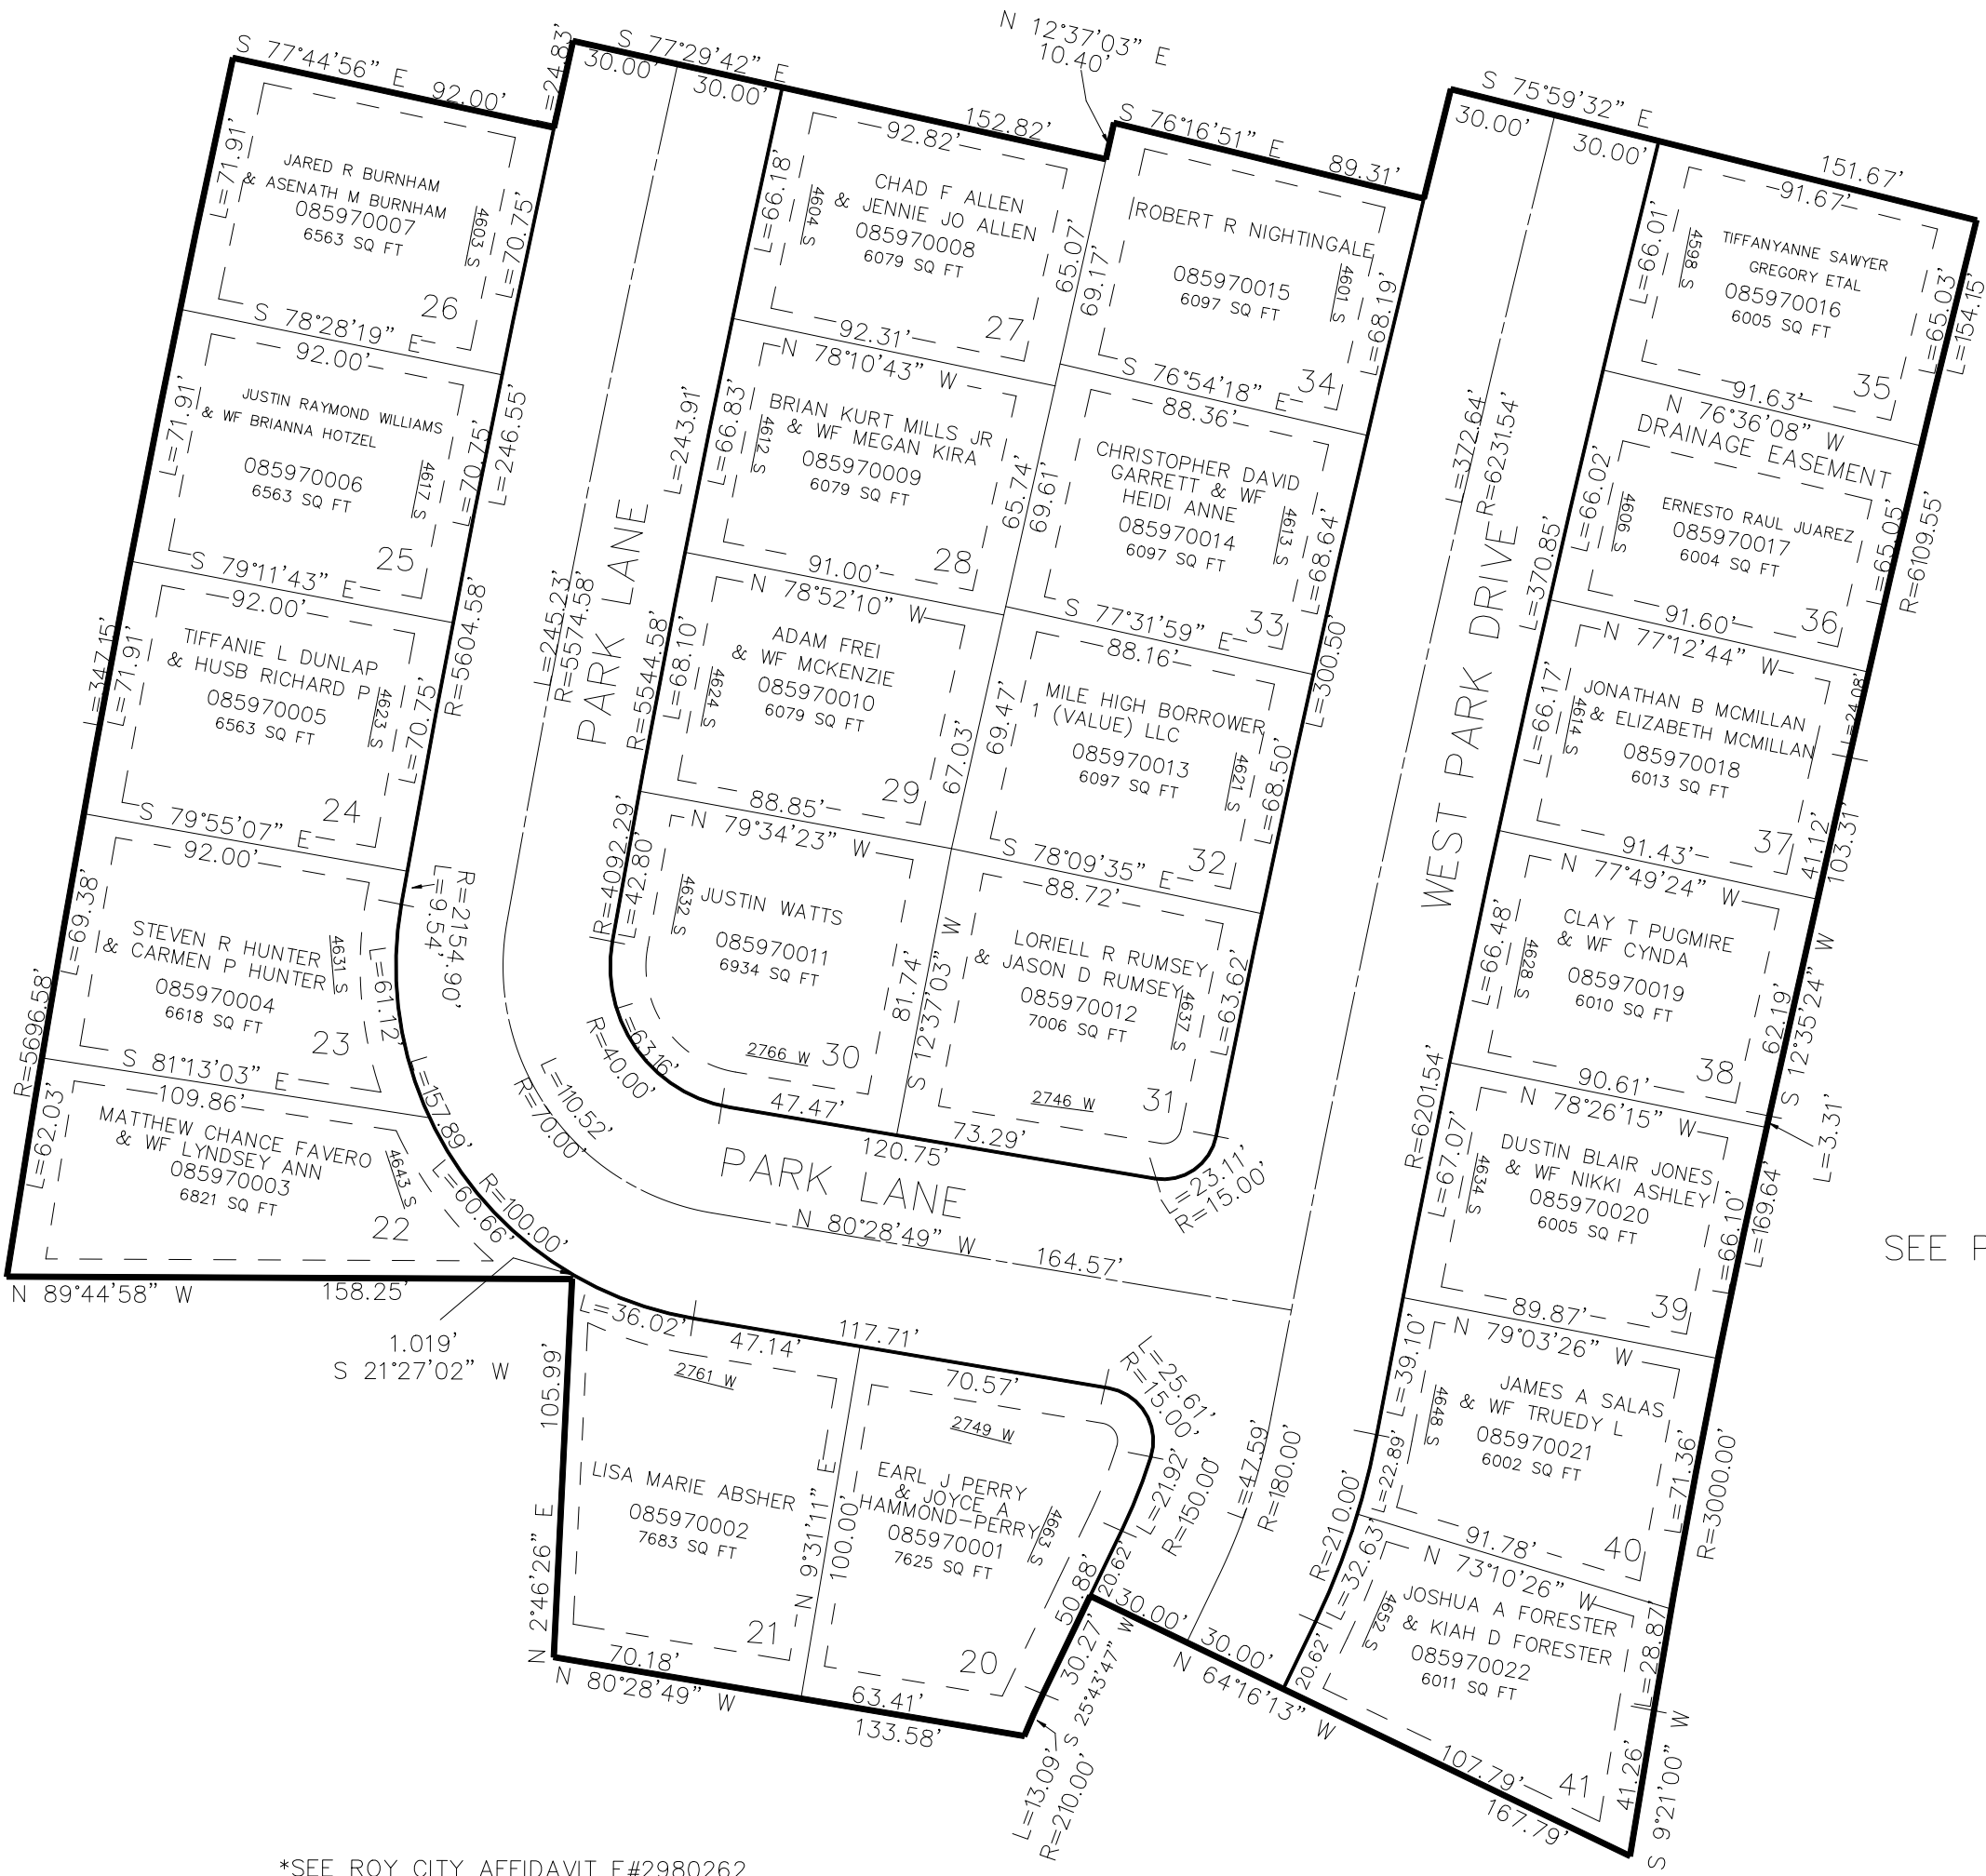 S 77°44'56" E
92.00'
L=24.83'
30.00'
S 77°29'42" E
30.00'
152.82'
N 12°37'03" E
10.40'
S 76°16'51" E
89.31'
S 75°59'32" E
30.00'
30.00'
151.67'
L=71.91'
JARED R BURNHAM
& ASENATH M BURNHAM
085970007
6563 SQ FT
4603 S
L=70.75'
26
S 78°28'19" E
92.00'
L=71.91'
JUSTIN RAYMOND WILLIAMS
& WF BRIANNA HOTZEL
085970006
6563 SQ FT
4617 S
L=70.75'
L=246.55'
25
S 79°11'43" E
92.00'
L=347.15'
L=71.91'
TIFFANIE L DUNLAP
& HUSB RICHARD P
085970005
6563 SQ FT
4623 S
L=70.75'
R=5604.58'
24
S 79°55'07" E
92.00'
L=69.38'
STEVEN R HUNTER
& CARMEN P HUNTER
085970004
6618 SQ FT
4631 S
L=9.54'
R=2154.90'
L=61.12'
23
R=5696.58'
S 81°13'03" E
109.86'
L=157.89'
L=62.03'
MATTHEW CHANCE FAVERO
& WF LYNDSEY ANN
085970003
6821 SQ FT
4643 S
L=60.66'
R=100.00'
22
N 89°44'58" W
158.25'
1.019'
S 21°27'02" W
L=245.23'
R=5574.58'
PARK LANE
L=66.18'
92.82'
4604 S
CHAD F ALLEN
& JENNIE JO ALLEN
085970008
6079 SQ FT
65.07'
27
92.31'
N 78°10'43" W
L=243.91'
L=66.83'
4612 S
BRIAN KURT MILLS JR
& WF MEGAN KIRA
085970009
6079 SQ FT
65.74'
28
91.00'
N 78°52'10" W
R=5544.58'
L=68.10'
4624 S
ADAM FREI
& WF MCKENZIE
085970010
6079 SQ FT
67.03'
29
88.85'
N 79°34'23" W
R=4092.29'
L=42.80'
4632 S
JUSTIN WATTS
085970011
6934 SQ FT
81.74'
S 12°37'03" W
L=63.16'
R=40.00'
2766 W
30
47.47'
L=110.52'
R=70.00'
120.75'
PARK LANE
N 80°28'49" W
164.57'
69.17'
ROBERT R NIGHTINGALE
085970015
6097 SQ FT
4601 S
L=68.19'
34
S 76°54'18" E
88.36'
69.61'
CHRISTOPHER DAVID
GARRETT & WF
HEIDI ANNE
085970014
6097 SQ FT
4613 S
L=68.64'
33
S 77°31'59" E
88.16'
L=300.50'
69.47'
MILE HIGH BORROWER
1 (VALUE) LLC
085970013
6097 SQ FT
4621 S
L=68.50'
32
S 78°09'35" E
88.72'
LORIELL R RUMSEY
& JASON D RUMSEY
085970012
7006 SQ FT
4637 S
L=63.62'
2746 W
31
73.29'
L=23.11'
R=15.00'
L=372.64'
R=6231.54'
WEST PARK DRIVE
L=370.85'
R=6201.54'
91.67'
L=66.01'
4598 S
TIFFANYANNE SAWYER
GREGORY ETAL
085970016
6005 SQ FT
L=65.03'
L=154.15'
35
91.63'
N 76°36'08" W
DRAINAGE EASEMENT
L=66.02'
4606 S
ERNESTO RAUL JUAREZ
085970017
6004 SQ FT
L=65.05'
R=6109.55'
36
91.60'
N 77°12'44" W
L=66.17'
4614 S
JONATHAN B MCMILLAN
& ELIZABETH MCMILLAN
085970018
6013 SQ FT
L=24.08'
41.12'
103.31'
37
91.43'
N 77°49'24" W
L=66.48'
4628 S
CLAY T PUGMIRE
& WF CYNDA
085970019
6010 SQ FT
62.19'
S 12°35'24" W
38
90.61'
N 78°26'15" W
L=3.31'
L=67.07'
4634 S
DUSTIN BLAIR JONES
& WF NIKKI ASHLEY
085970020
6005 SQ FT
L=66.10'
L=169.64'
SEE P
39
89.87'
N 79°03'26" W
L=39.10'
4648 S
JAMES A SALAS
& WF TRUEDY L
085970021
6002 SQ FT
L=71.36'
R=3000.00'
L=22.89'
40
91.78'
N 73°10'26" W
R=210.00'
L=32.63'
4652 S
JOSHUA A FORESTER
& KIAH D FORESTER
085970022
6011 SQ FT
L=28.87'
20.62'
41
41.26'
S 9°21'00" W
107.79'
167.79'
N 64°16'13" W
30.00'
30.00'
L=47.59'
R=180.00'
L=36.02'
47.14'
117.71'
2761 W
105.99'
N 2°46'26" E
LISA MARIE ABSHER
085970002
7683 SQ FT
21
N 9°31'11" E
100.00'
70.18'
N 80°28'49" W
70.57'
L=25.61'
R=15.00'
2749 W
EARL J PERRY
& JOYCE A
HAMMOND-PERRY
085970001
7625 SQ FT
4663 S
L=21.92'
R=150.00'
20.62'
50.88'
30.27'
S 25°43'47" W
20
63.41'
133.58'
L=13.09'
R=210.00'
*SEE ROY CITY AFFIDAVIT E#2980262